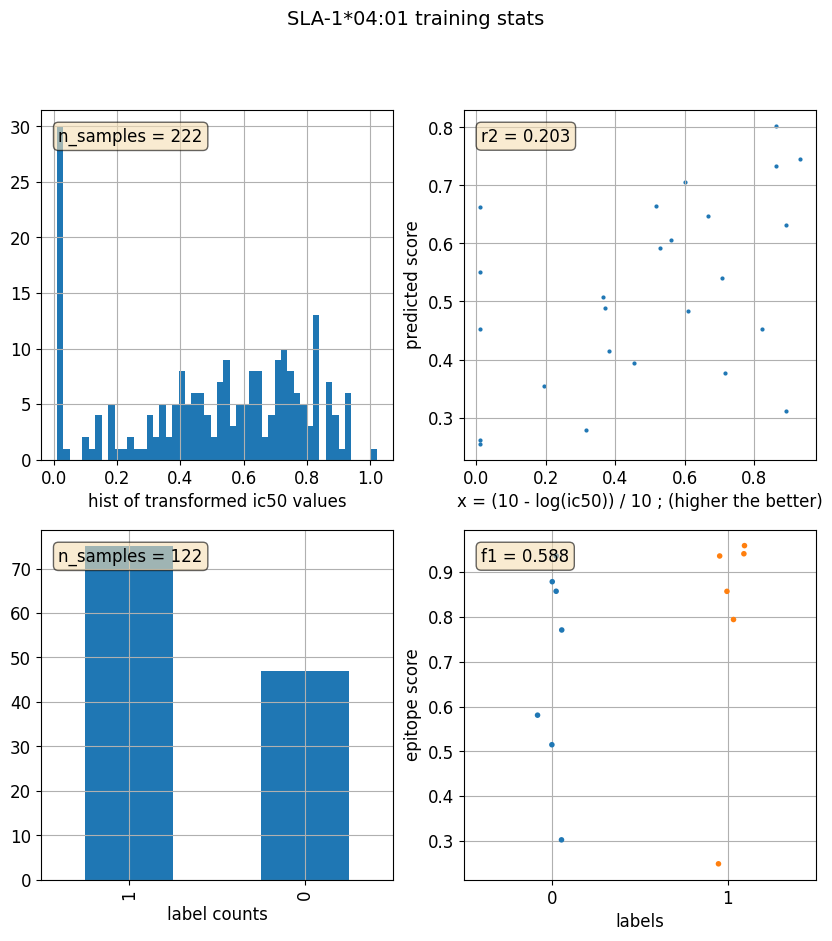 SLA-1*04:01 training stats
n_samples = 222
30
25
20
15
10
5
0
0.0 0.2 0.4 0.6 0.8 1.0
hist of transformed ic50 values
r2 = 0.203
predicted score
0.8
0.7
0.6
0.5
0.4
0.3
0.0 0.2 0.4 0.6 0.8
x = (10 - log(ic50)) / 10 ; (higher the better)
n_samples = 122
70
60
50
40
30
20
10
0
1 0
label counts
f1 = 0.588
epitope score
0.9
0.8
0.7
0.6
0.5
0.4
0.3
0 1
labels